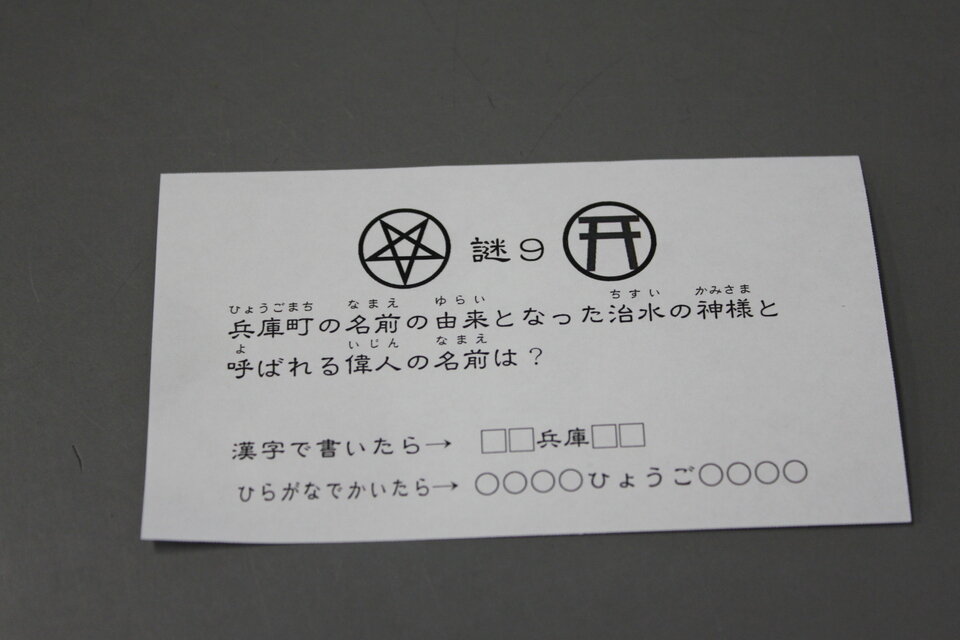 謎9
ひょうごまち なまえ ゆらい ちすい かみさま
兵庫町の名前の由来となった治水の神様と
よ いじん なまえ
呼ばれる偉人の名前は？
漢字で書いたら→ □□兵庫□□
ひらがなでかいたら→ ○○○○ひょうご○○○○